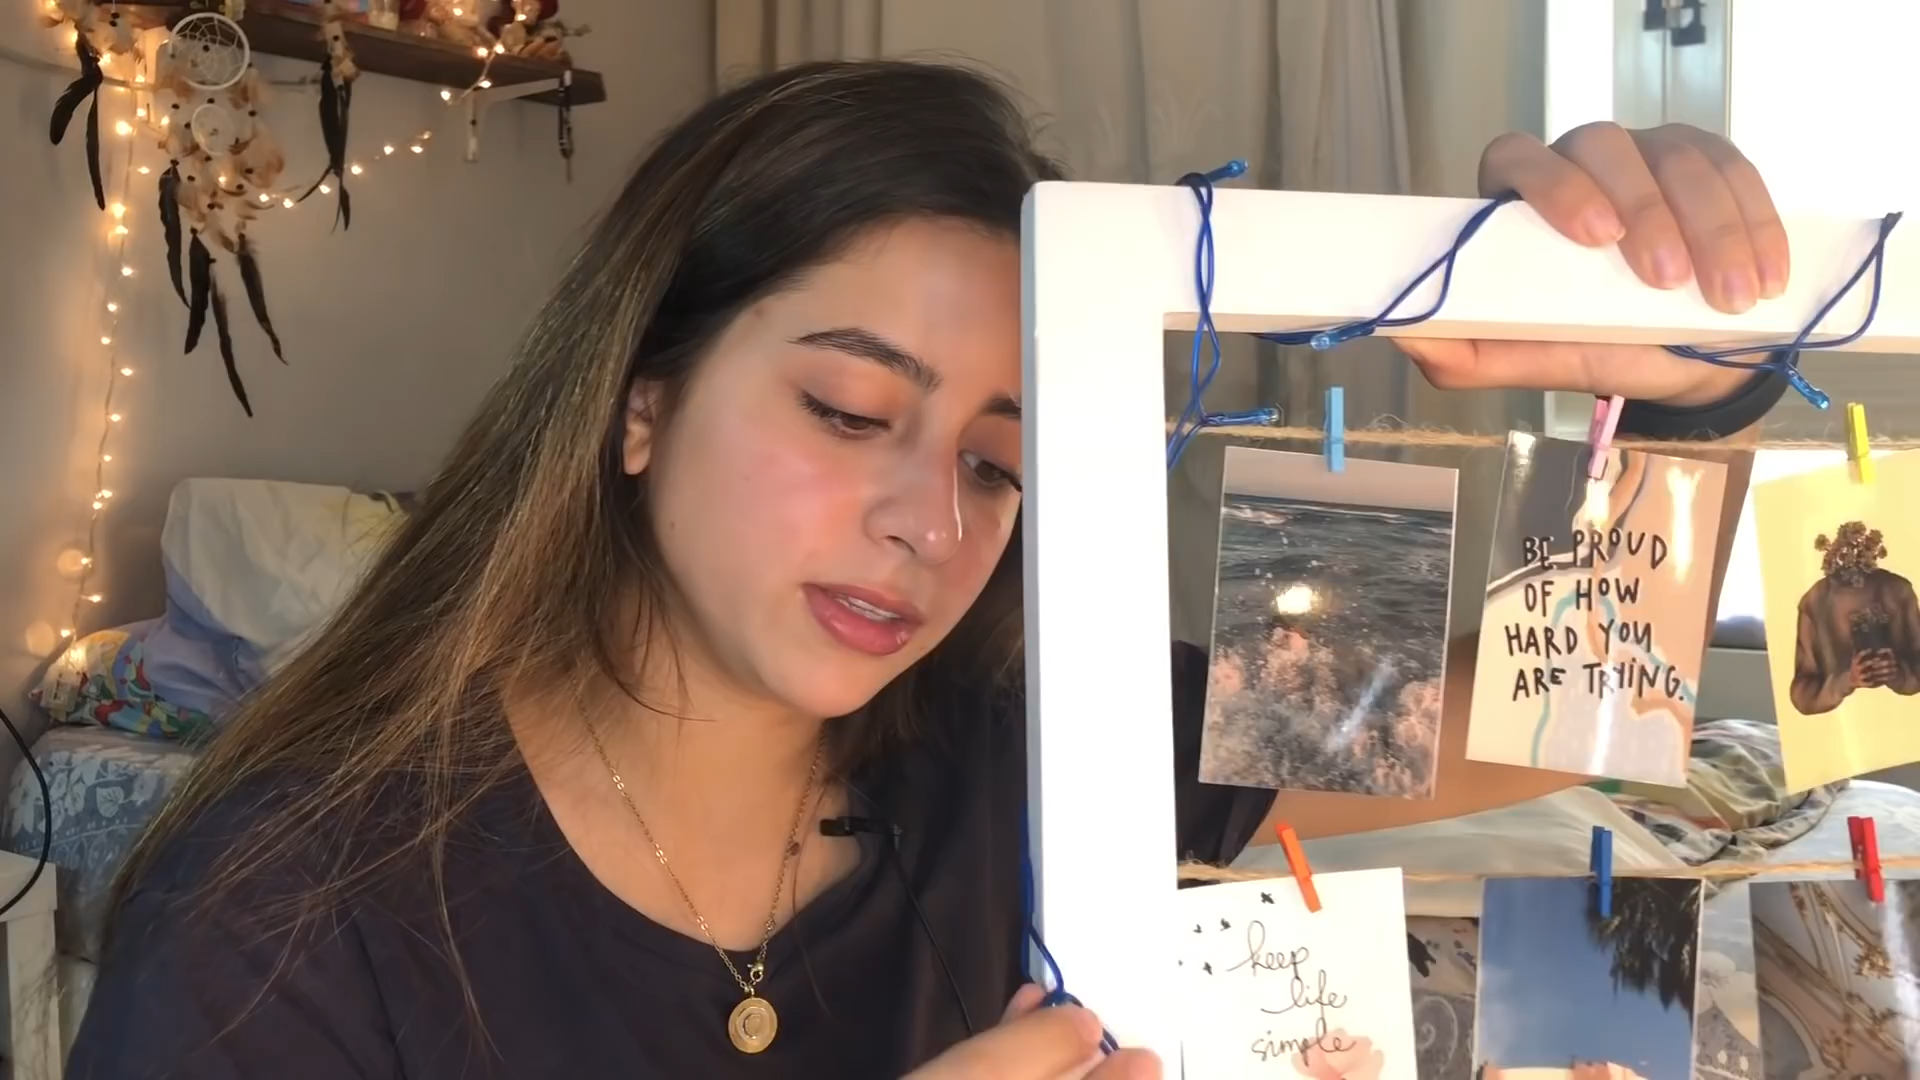 BE PROUD
OF HOW
HARD YOU
ARE TRYING.
keep
life
simple